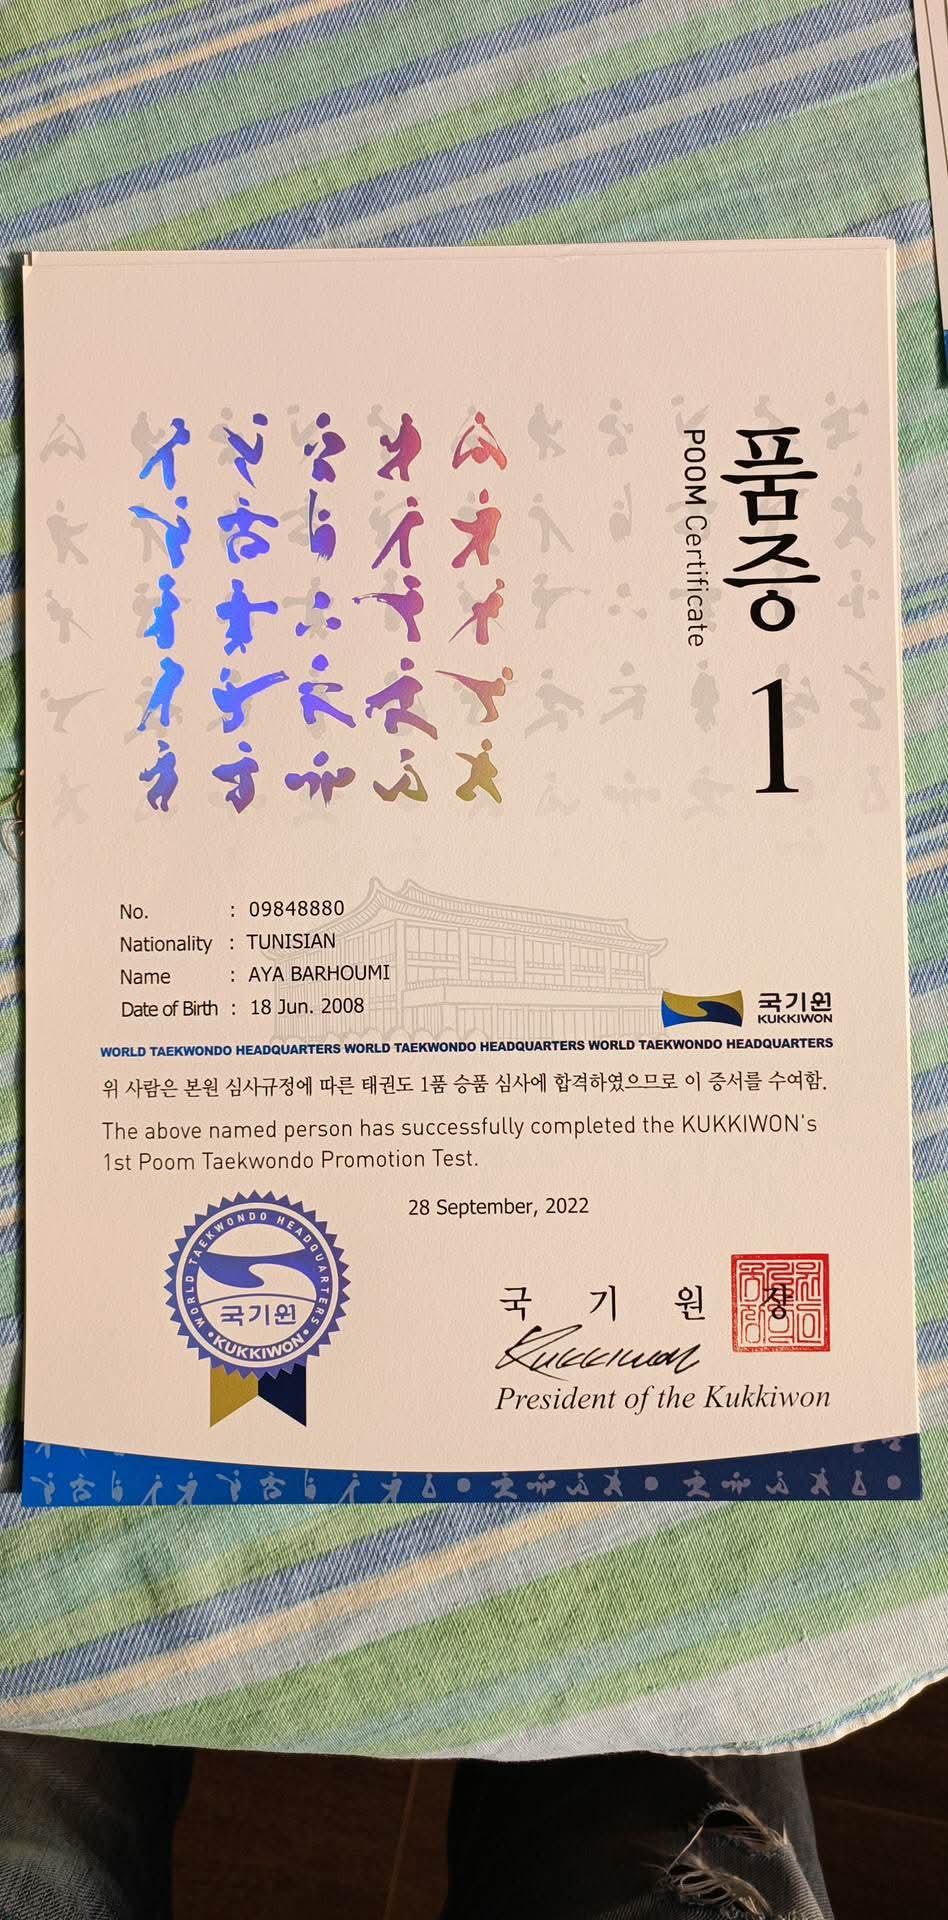 품증
POOM Certificate
1
No. : 09848880
Nationality : TUNISIAN
Name : AYA BARHOUMI
Date of Birth : 18 Jun. 2008
국기원
KUKKIWON
WORLD TAEKWONDO HEADQUARTERS WORLD TAEKWONDO HEADQUARTERS WORLD TAEKWONDO HEADQUARTERS
위 사람은 본원 심사규정에 따른 태권도 1품 승품 심사에 합격하였으므로 이 증서를 수여함.
The above named person has successfully completed the KUKKIWON's
1st Poom Taekwondo Promotion Test.
28 September, 2022
WORLD TAEKWONDO HEADQUARTERS
국기원
• KUKKIWON •
국 기 원 장
Kukkiwon
President of the Kukkiwon